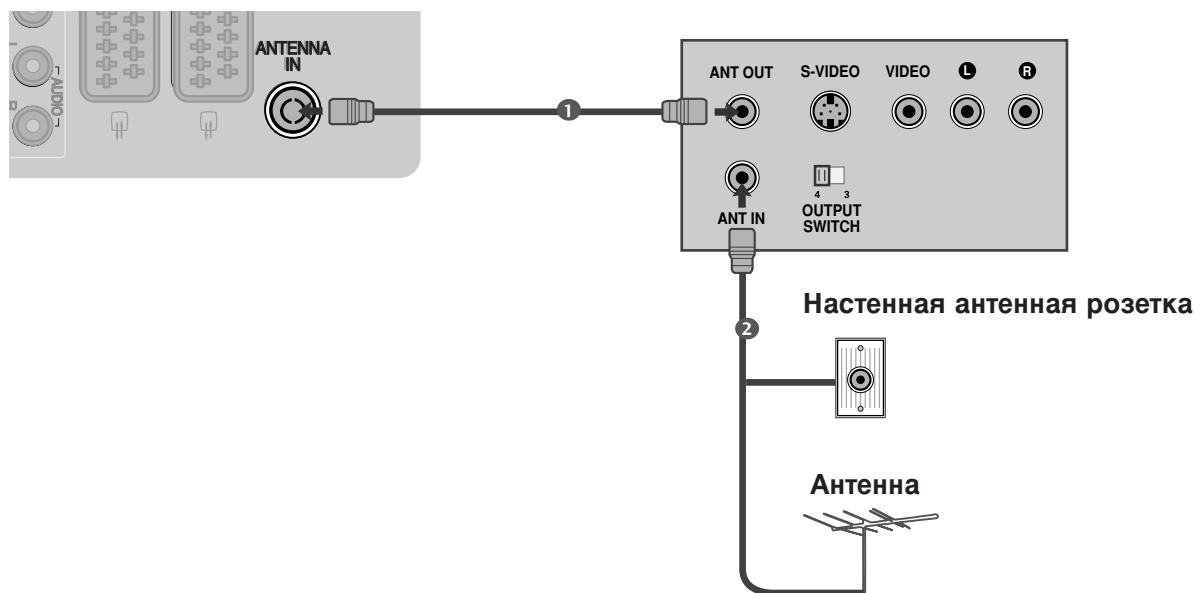 ANTENNA
IN
AUDIO
R
1
ANT OUT
S-VIDEO
VIDEO
L
R
4 3
OUTPUT
SWITCH
ANT IN
2
Настенная антенная розетка
Антенна